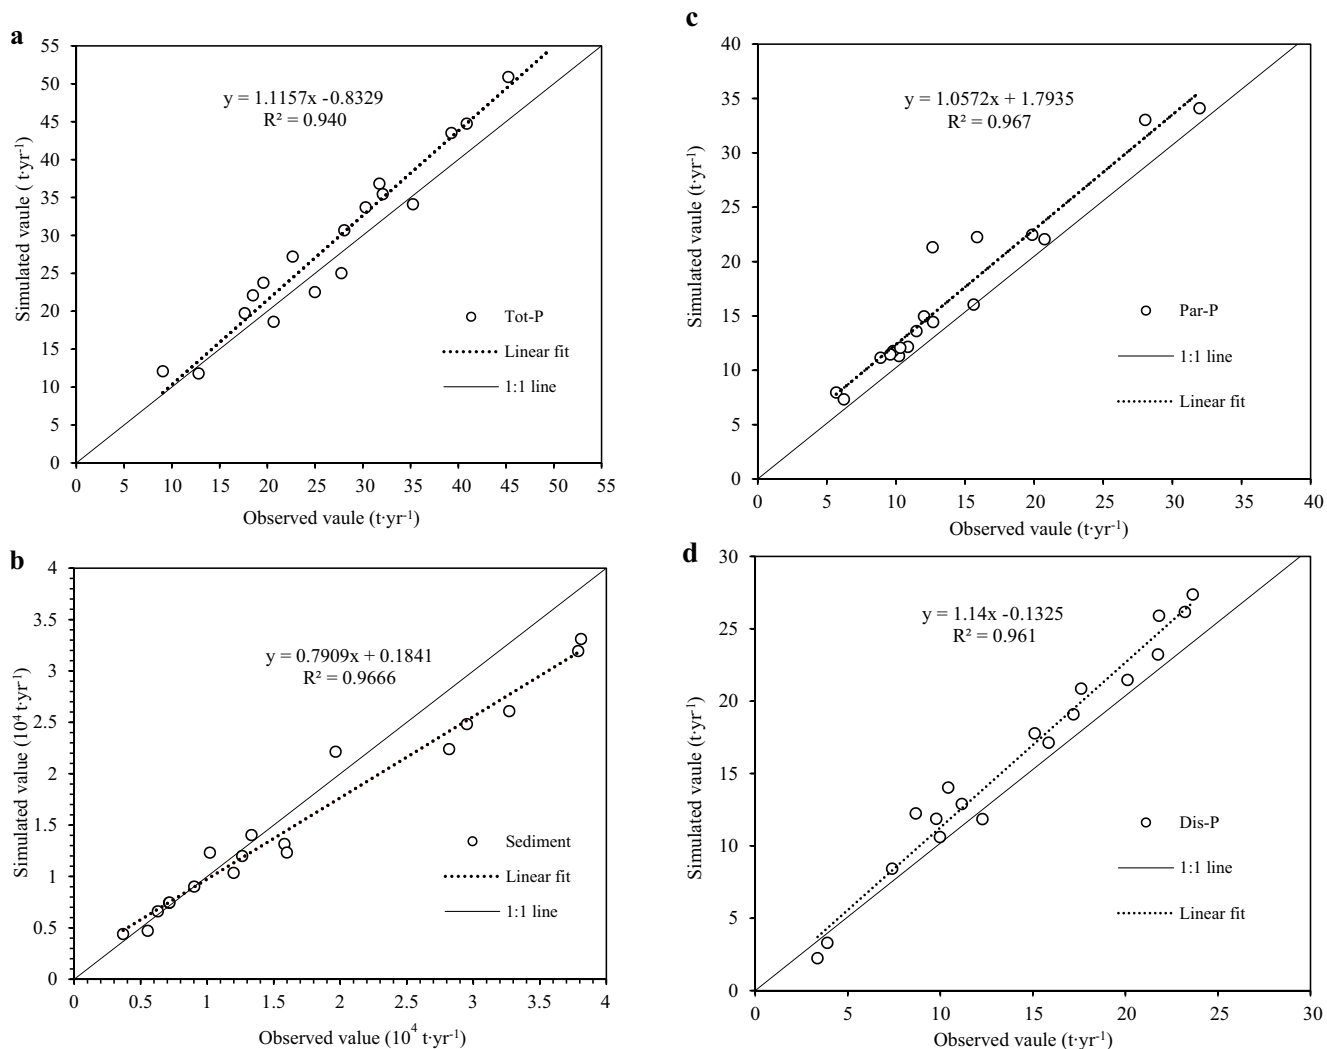 a
55
50
45
40
35
30
25
20
15
10
5
0
Simulated vaule ( t·yr⁻¹)
y = 1.1157x -0.8329
R² = 0.940
Tot-P
Linear fit
1:1 line
0 5 10 15 20 25 30 35 40 45 50 55
Observed vaule (t·yr⁻¹)
b
4
3.5
3
2.5
2
1.5
1
0.5
0
Simulated value (10⁴ t·yr⁻¹)
y = 0.7909x + 0.1841
R² = 0.9666
Sediment
Linear fit
1:1 line
0 0.5 1 1.5 2 2.5 3 3.5 4
Observed value (10⁴ t·yr⁻¹)
c
40
35
30
25
20
15
10
5
0
Simulated vaule (t·yr⁻¹)
y = 1.0572x + 1.7935
R² = 0.967
Par-P
1:1 line
Linear fit
0 5 10 15 20 25 30 35 40
Observed vaule (t·yr⁻¹)
d
30
25
20
15
10
5
0
Simulated vaule (t·yr⁻¹)
y = 1.14x -0.1325
R² = 0.961
Dis-P
1:1 line
Linear fit
0 5 10 15 20 25 30
Observed vaule (t·yr⁻¹)